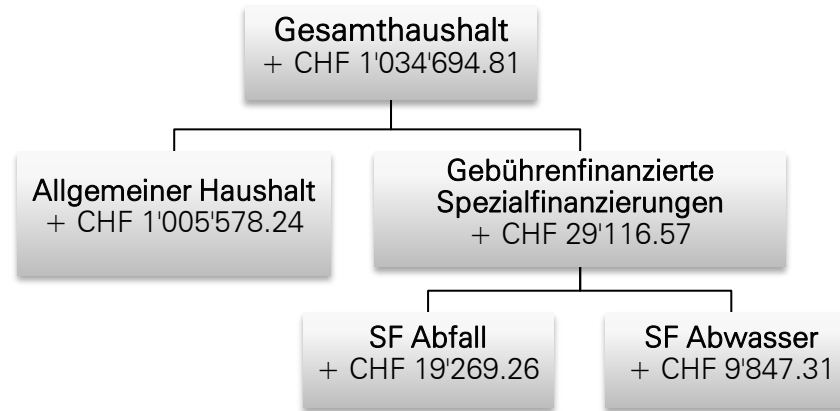 Gesamthaushalt
+ CHF 1'034'694.81
Allgemeiner Haushalt
+ CHF 1'005'578.24
Gebührenfinanzierte
Spezialfinanzierungen
+ CHF 29'116.57
SF Abfall
+ CHF 19'269.26
SF Abwasser
+ CHF 9'847.31